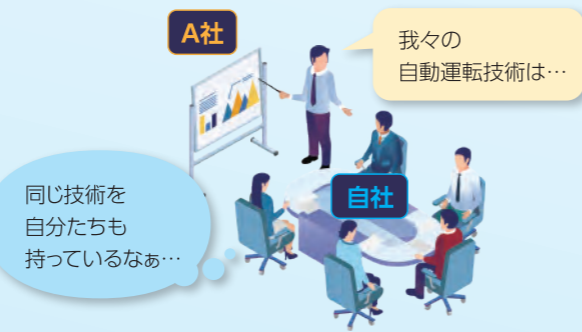 A社
我々の
自動運転技術は…
自社
同じ技術を
自分たちも
持っているなぁ…